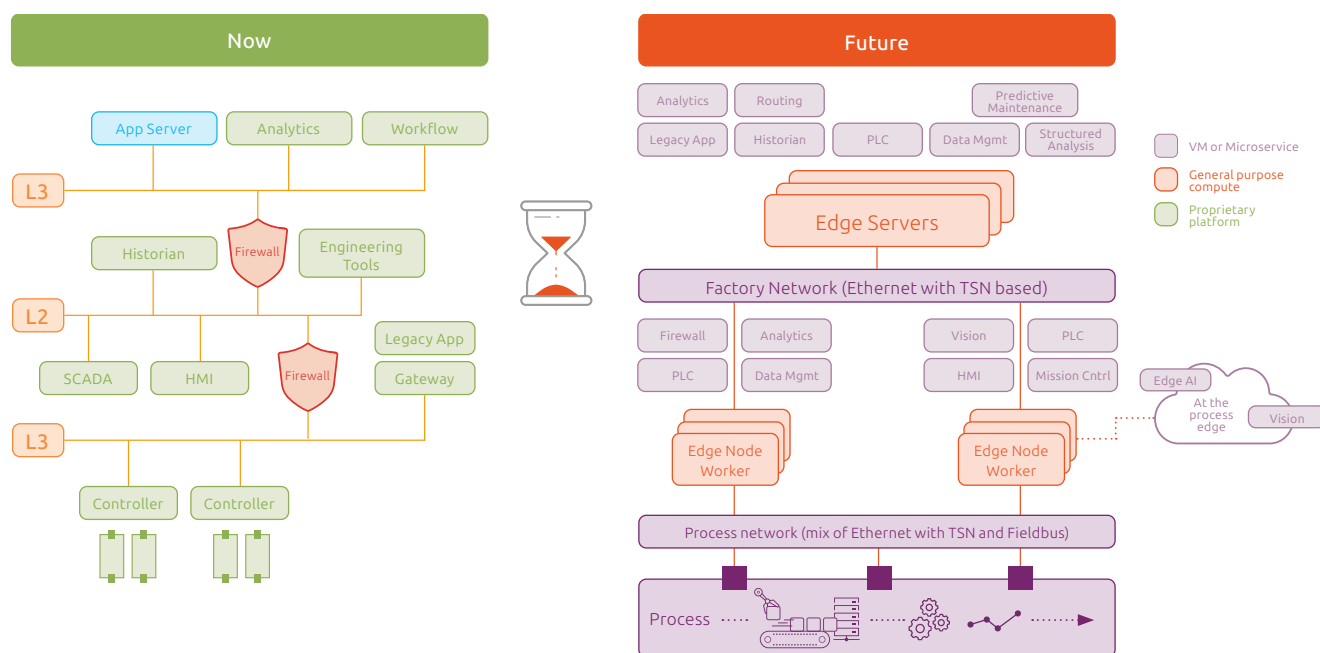 Now
App Server
Analytics
Workflow
L3
Historian
Firewall
Engineering
Tools
L2
SCADA
HMI
Firewall
Legacy App
Gateway
L3
Controller
Controller
Future
Analytics
Routing
Predictive
Maintenance
Legacy App
Historian
PLC
Data Mgmt
Structured
Analysis
Edge Servers
Factory Network (Ethernet with TSN based)
Firewall
Analytics
Vision
PLC
PLC
Data Mgmt
HMI
Mission Cntrl
Edge Node
Worker
Edge Node
Worker
Process network (mix of Ethernet with TSN and Fieldbus)
Process
VM or Microservice
General purpose
compute
Proprietary
platform
Edge AI
At the
process
edge
Vision